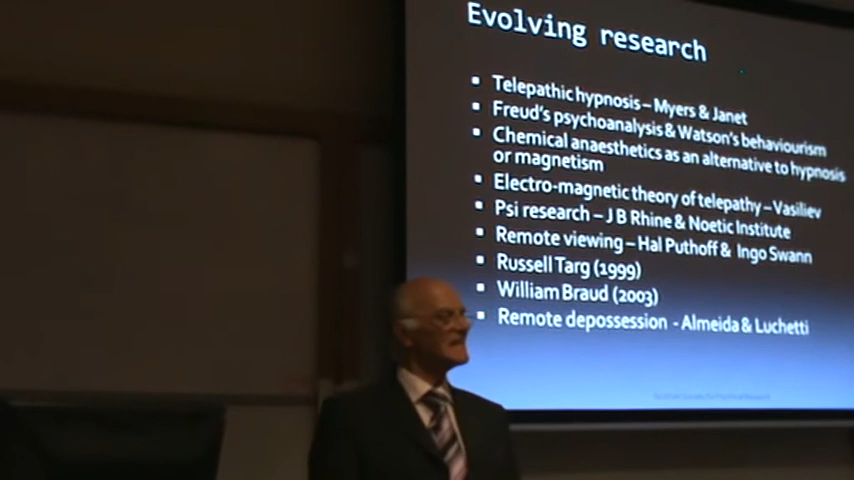 Evolving research
▪ Telepathic hypnosis – Myers & Janet
▪ Freud's psychoanalysis & Watson's behaviourism
▪ Chemical anaesthetics as an alternative to hypnosis
or magnetism
▪ Electro-magnetic theory of telepathy – Vasiliev
▪ Psi research – J B Rhine & Noetic Institute
▪ Remote viewing – Hal Puthoff & Ingo Swann
▪ Russell Targ (1999)
▪ William Braud (2003)
▪ Remote depossession - Almeida & Luchetti